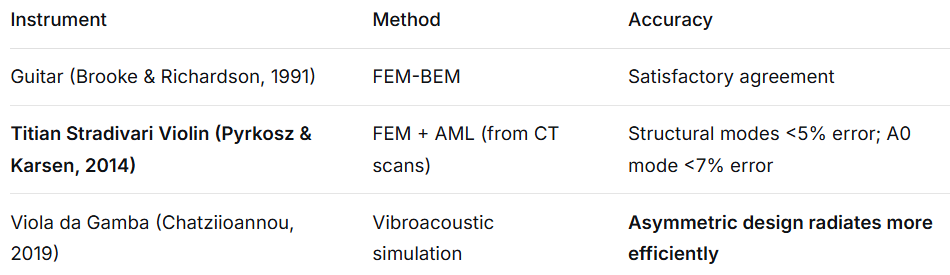 Instrument Method Accuracy
Guitar (Brooke & Richardson, 1991) FEM-BEM Satisfactory agreement
Titian Stradivari Violin (Pyrkosz & FEM + AML (from CT Structural modes <5% error; A0
Karsen, 2014) scans) mode <7% error
Viola da Gamba (Chatziioannou, Vibroacoustic Asymmetric design radiates more
2019) simulation efficiently